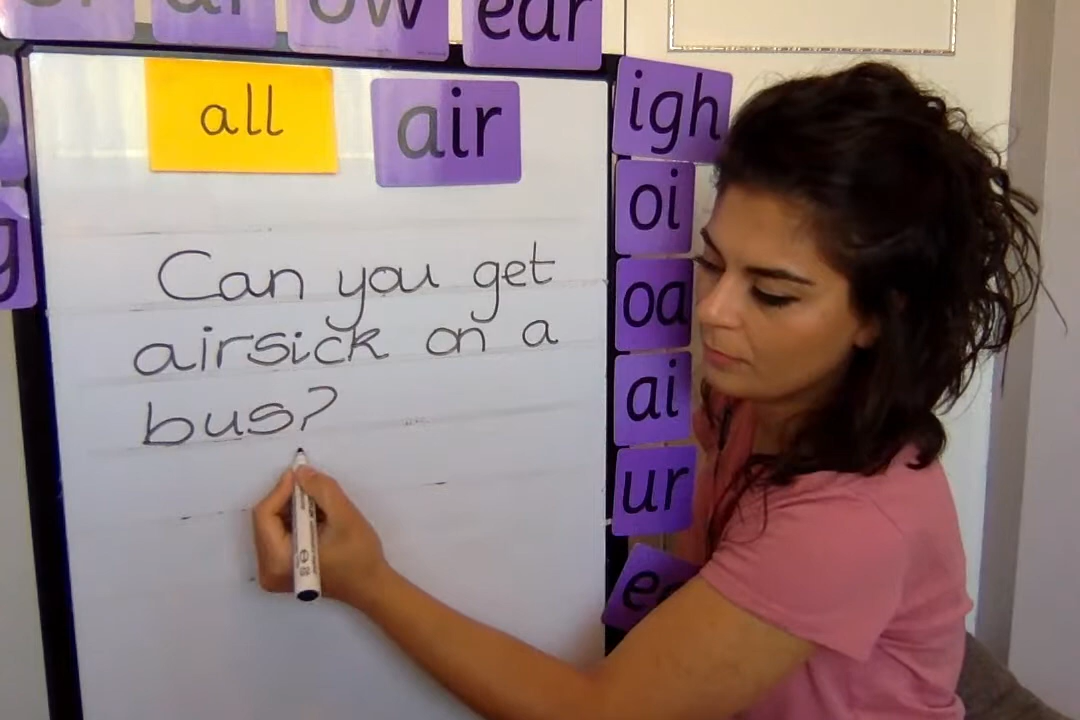 ow
ear
all
air
igh
oi
oa
ai
ur
Can you get
airsick on a
bus?